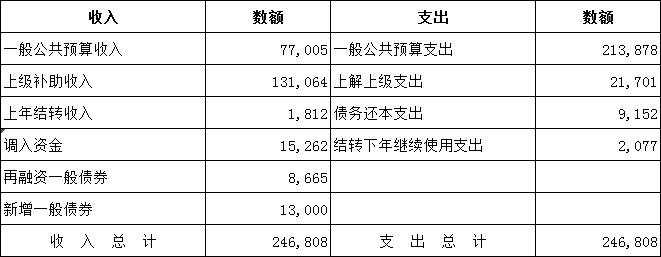 收入 数额 支出 数额
一般公共预算收入 77,005 一般公共预算支出 213,878
上级补助收入 131,064 上解上级支出 21,701
上年结转收入 1,812 债务还本支出 9,152
调入资金 15,262 结转下年继续使用支出 2,077
再融资一般债券 8,665
新增一般债券 13,000
收 入 总 计 246,808 支 出 总 计 246,808